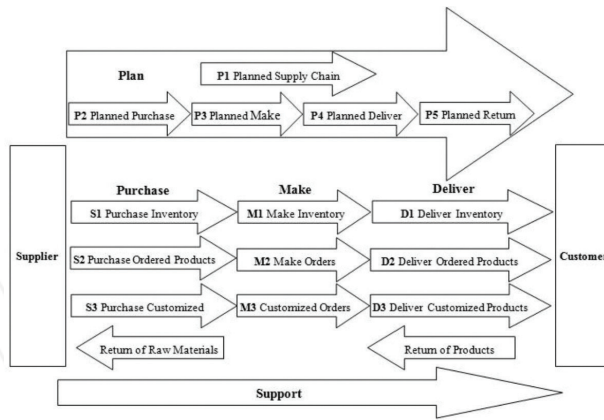 Plan
P1 Planned Supply Chain
P2 Planned Purchase
P3 Planned Make
P4 Planned Deliver
P5 Planned Return
Supplier
Customer
Purchase
Make
Deliver
S1 Purchase Inventory
M1 Make Inventory
D1 Deliver Inventory
S2 Purchase Ordered Products
M2 Make Orders
D2 Deliver Ordered Products
S3 Purchase Customized
M3 Customized Orders
D3 Deliver Customized Products
Return of Raw Materials
Return of Products
Support